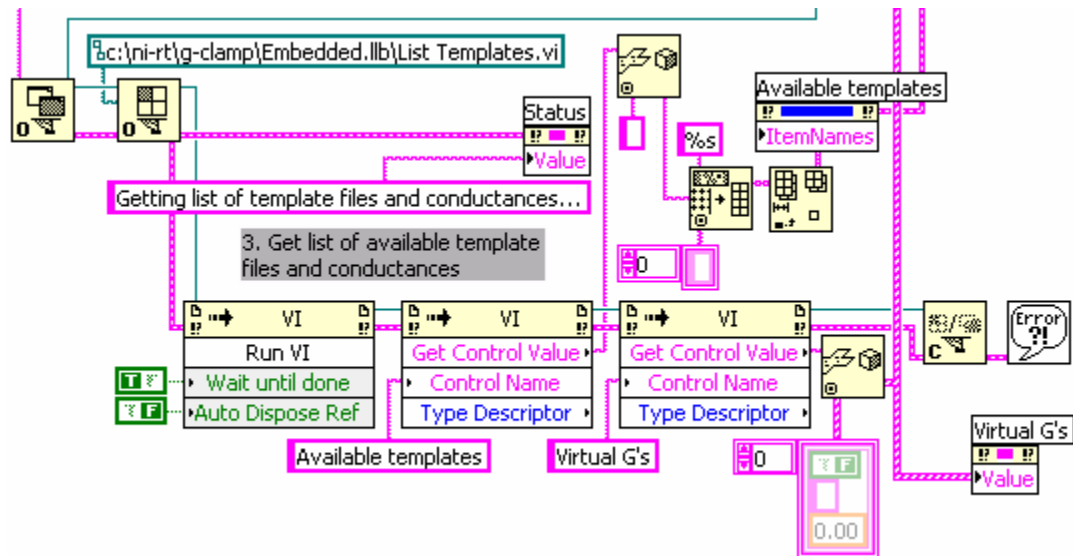 c:\ni-rt\g-clamp\Embedded.llb\List Templates.vi
Available templates
ItemNames
Status
Value
%s
Getting list of template files and conductances...
3. Get list of available template
files and conductances
0
VI
VI
VI
Error
?!
Run VI
Get Control Value
Get Control Value
Wait until done
Control Name
Control Name
Auto Dispose Ref
Type Descriptor
Type Descriptor
T
F
O
O
C
Available templates
Virtual G's
0
F
0.00
Virtual G's
Value